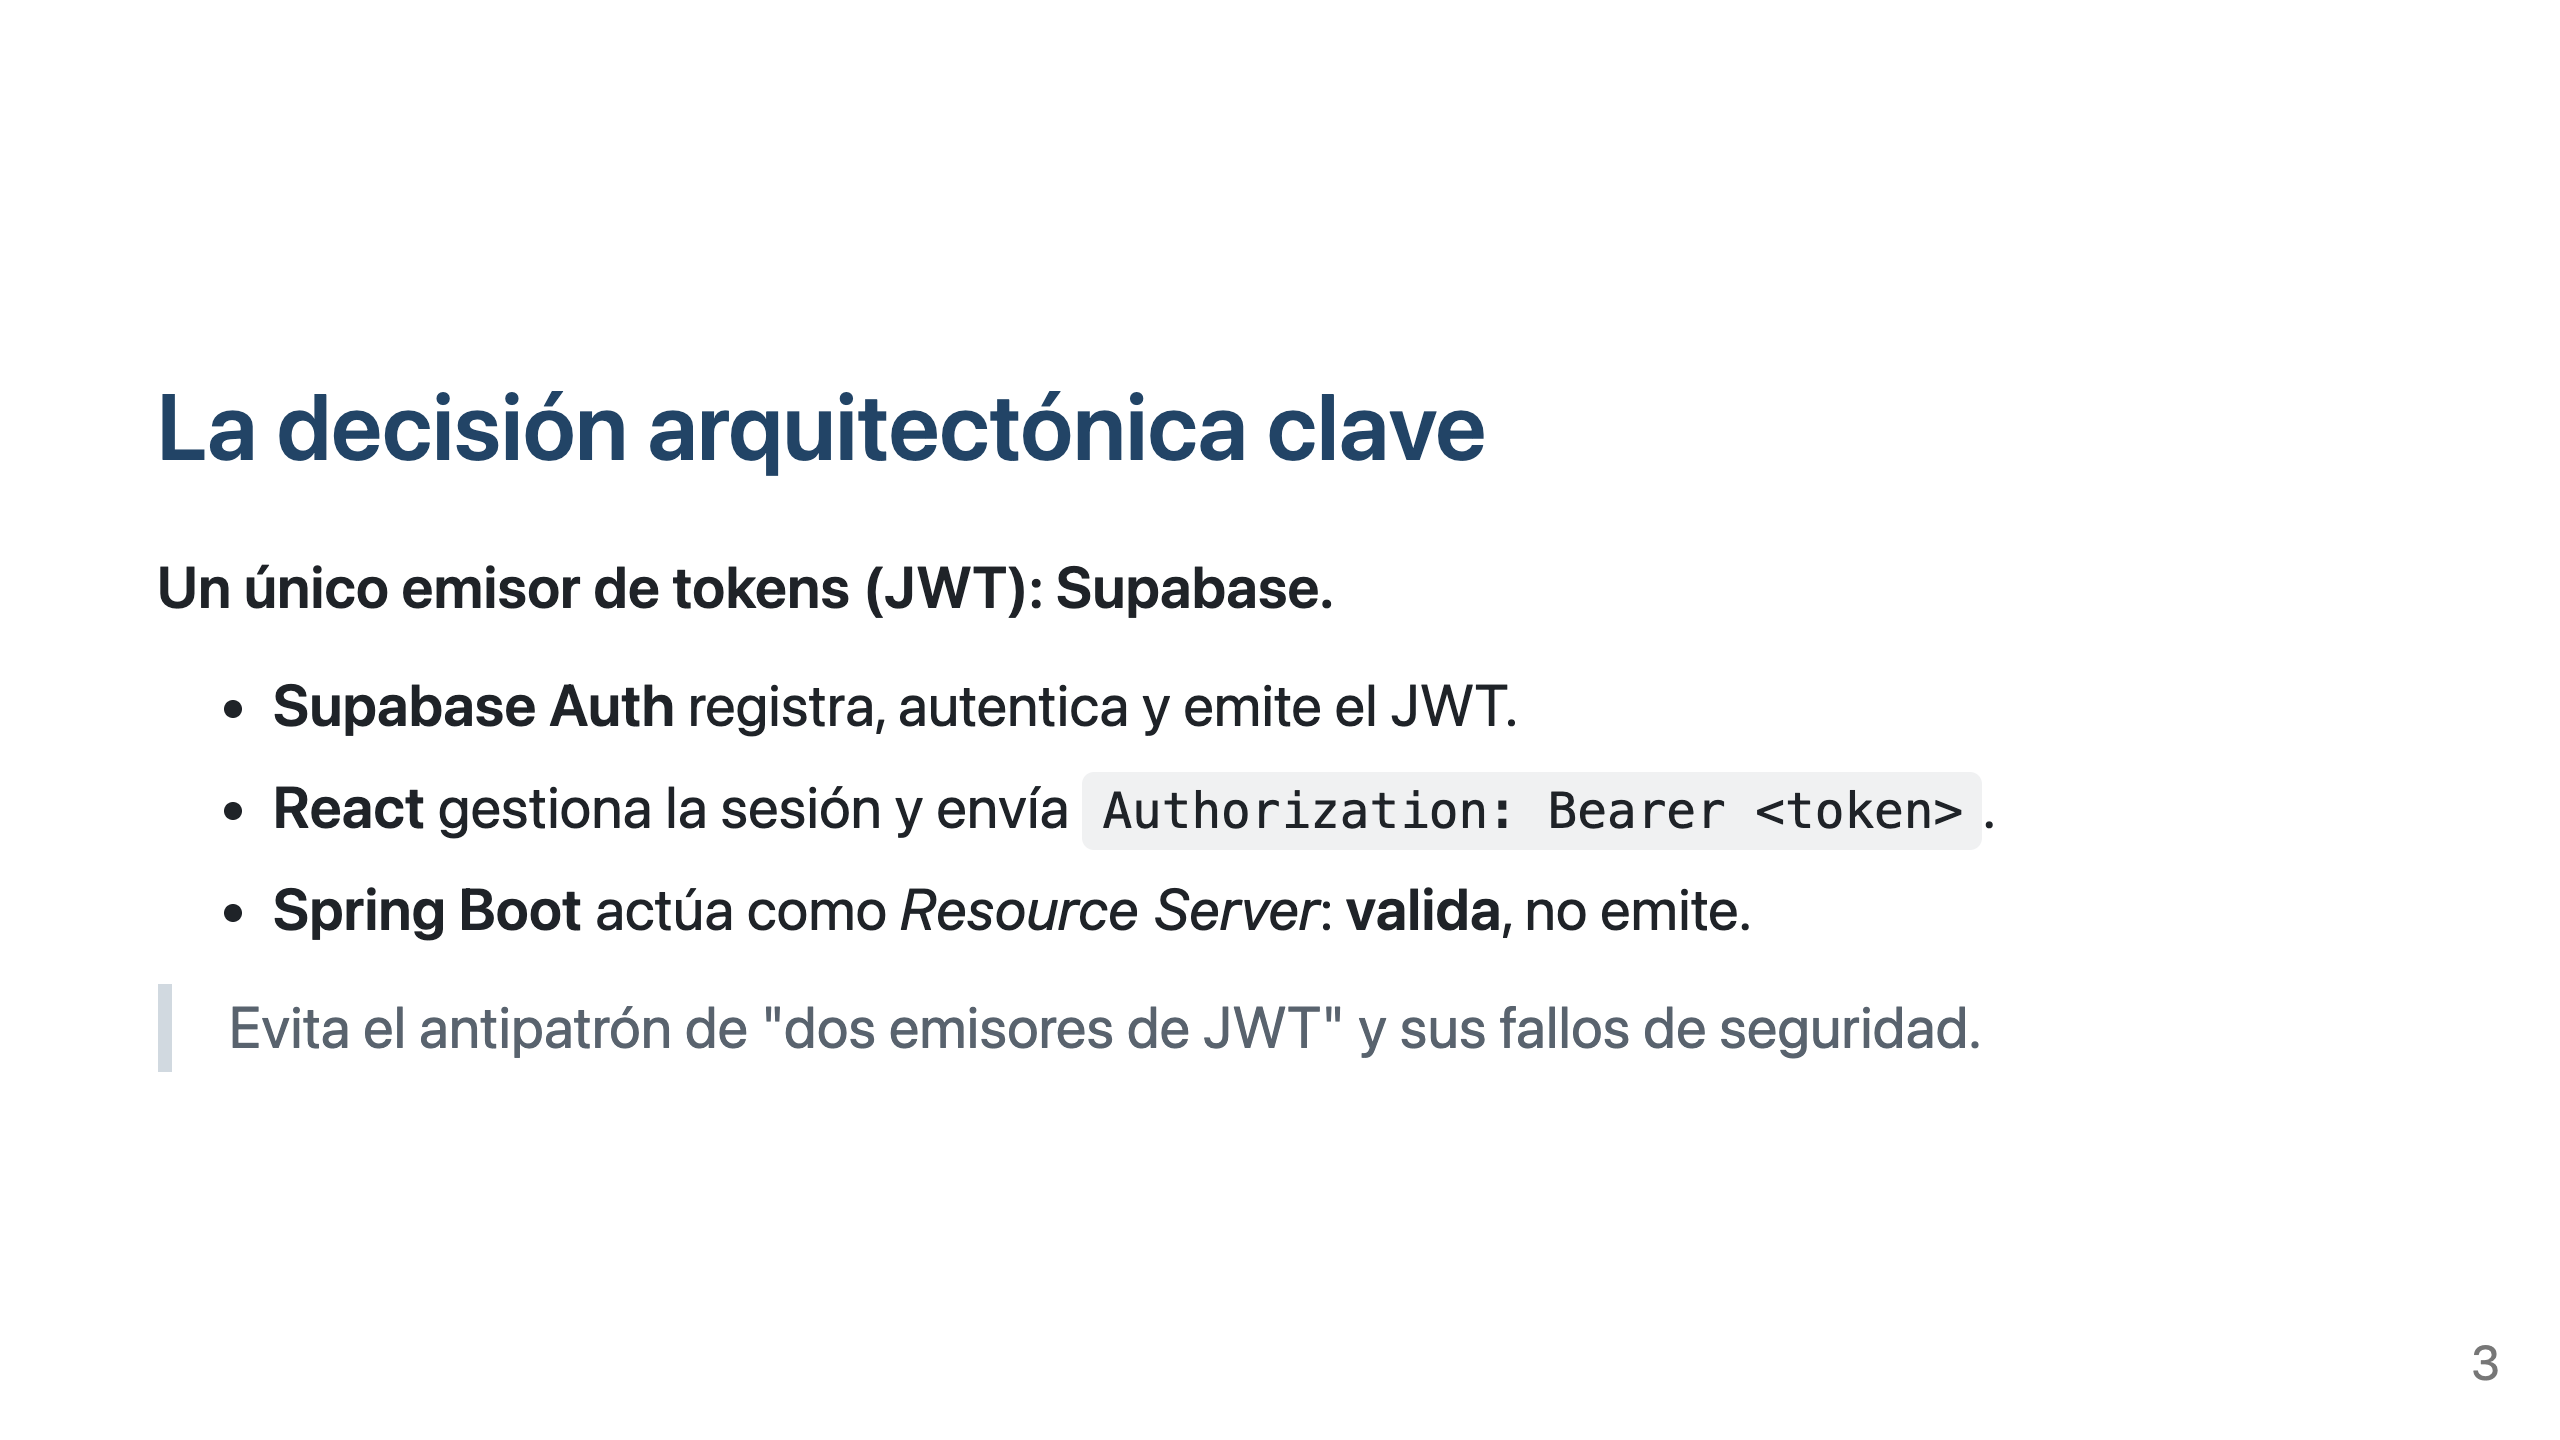 La decisión arquitectónica clave
Un único emisor de tokens (JWT): Supabase.
• Supabase Auth registra, autentica y emite el JWT.
• React gestiona la sesión y envía Authorization: Bearer <token>.
• Spring Boot actúa como Resource Server: valida, no emite.
Evita el antipatrón de "dos emisores de JWT" y sus fallos de seguridad.
3